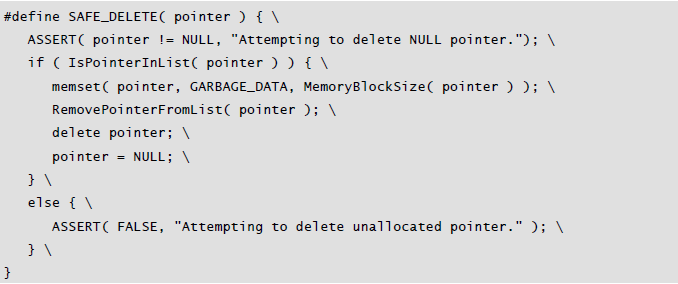 #define SAFE_DELETE( pointer ) { \
   ASSERT( pointer != NULL, "Attempting to delete NULL pointer."); \
   if ( IsPointerInList( pointer ) ) { \
      memset( pointer, GARBAGE_DATA, MemoryBlockSize( pointer ) ); \
      RemovePointerFromList( pointer ); \
      delete pointer; \
      pointer = NULL; \
   } \
   else { \
      ASSERT( FALSE, "Attempting to delete unallocated pointer." ); \
   } \
}